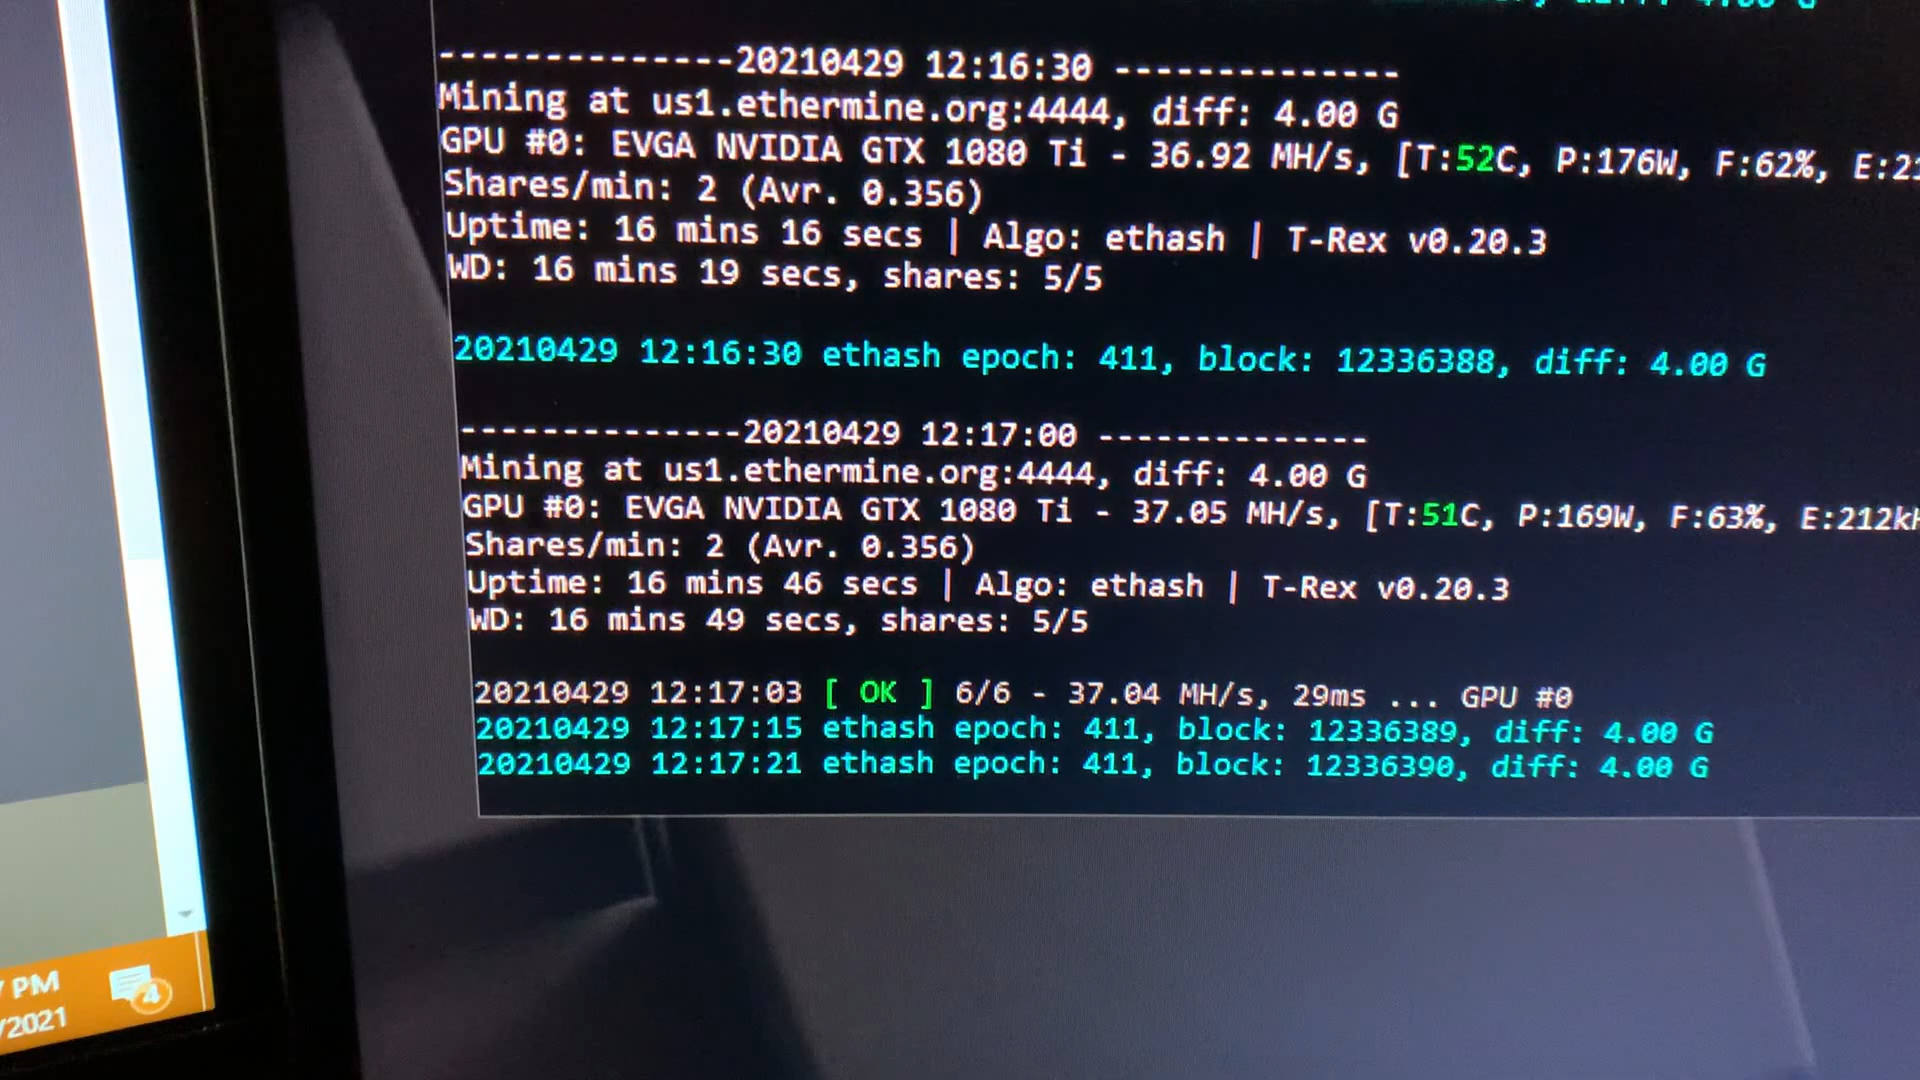 diff: 4.00 G
--------------20210429 12:16:30 --------------
Mining at us1.ethermine.org:4444, diff: 4.00 G
GPU #0: EVGA NVIDIA GTX 1080 Ti - 36.92 MH/s, [T:52C, P:176W, F:62%, E:21
Shares/min: 2 (Avr. 0.356)
Uptime: 16 mins 16 secs | Algo: ethash | T-Rex v0.20.3
WD: 16 mins 19 secs, shares: 5/5
20210429 12:16:30 ethash epoch: 411, block: 12336388, diff: 4.00 G
--------------20210429 12:17:00 --------------
Mining at us1.ethermine.org:4444, diff: 4.00 G
GPU #0: EVGA NVIDIA GTX 1080 Ti - 37.05 MH/s, [T:51C, P:169W, F:63%, E:212kH
Shares/min: 2 (Avr. 0.356)
Uptime: 16 mins 46 secs | Algo: ethash | T-Rex v0.20.3
WD: 16 mins 49 secs, shares: 5/5
20210429 12:17:03 [ OK ] 6/6 - 37.04 MH/s, 29ms ... GPU #0
20210429 12:17:15 ethash epoch: 411, block: 12336389, diff: 4.00 G
20210429 12:17:21 ethash epoch: 411, block: 12336390, diff: 4.00 G
7 PM
/2021
4